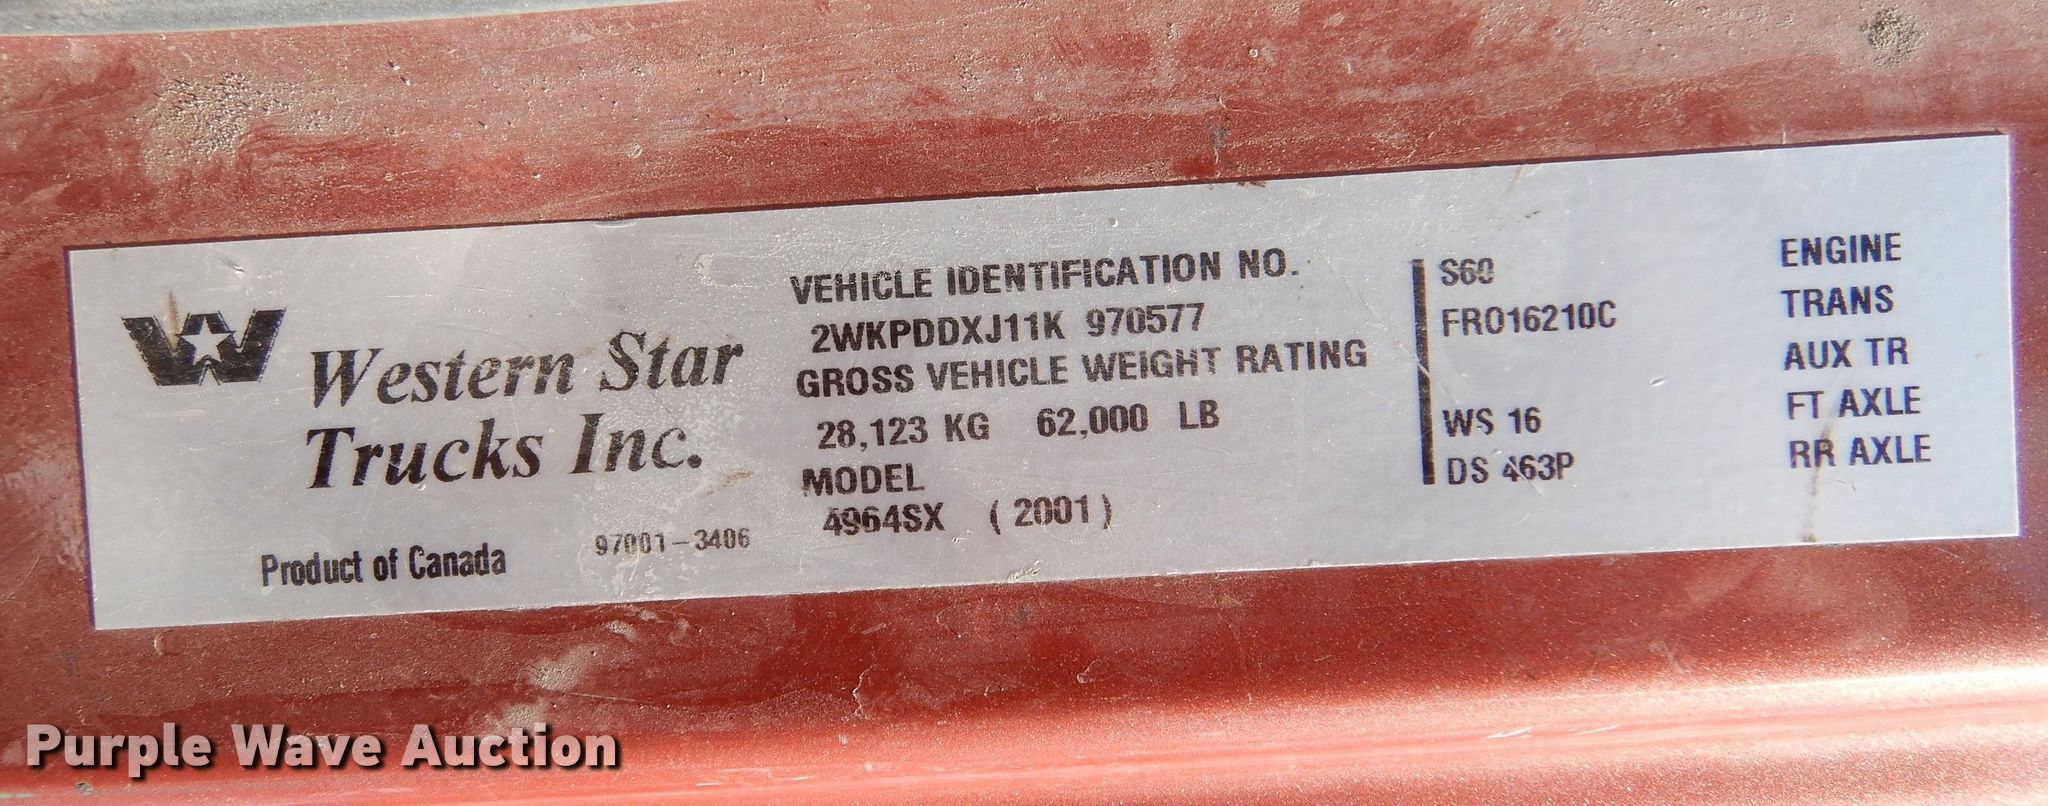 Western Star
Trucks Inc.
Product of Canada
97001-3406
VEHICLE IDENTIFICATION NO.
2WKPDDXJ11K 970577
GROSS VEHICLE WEIGHT RATING
28,123 KG 62,000 LB
MODEL
4964SX (2001)
S60 ENGINE
FRO16210C TRANS
AUX TR
WS 16 FT AXLE
DS 463P RR AXLE
Purple Wave Auction